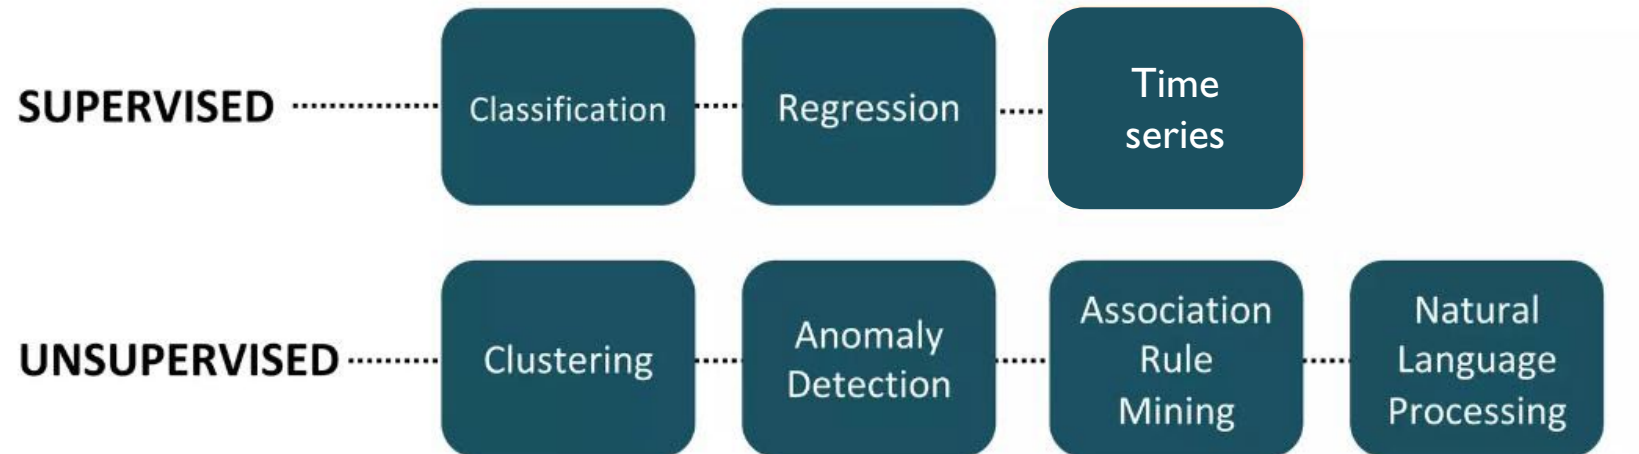 SUPERVISED
Classification
Regression
Time
series
UNSUPERVISED
Clustering
Anomaly
Detection
Association
Rule
Mining
Natural
Language
Processing